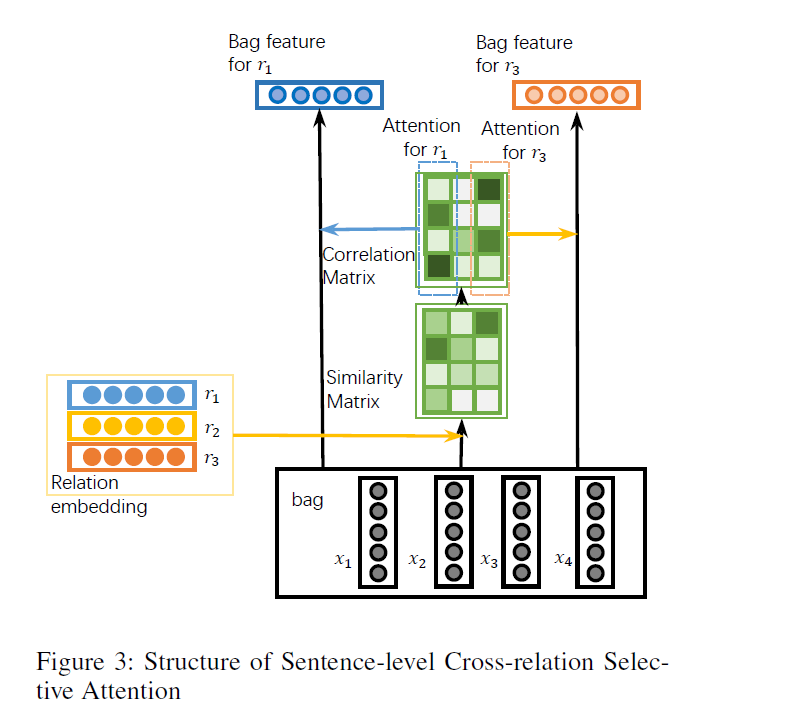 Bag feature
for r1
Bag feature
for r3
Attention
for r1
Attention
for r3
Correlation
Matrix
Similarity
Matrix
r1
r2
r3
Relation
embedding
bag
x1
x2
x3
x4
Figure 3: Structure of Sentence-level Cross-relation Selec-
tive Attention